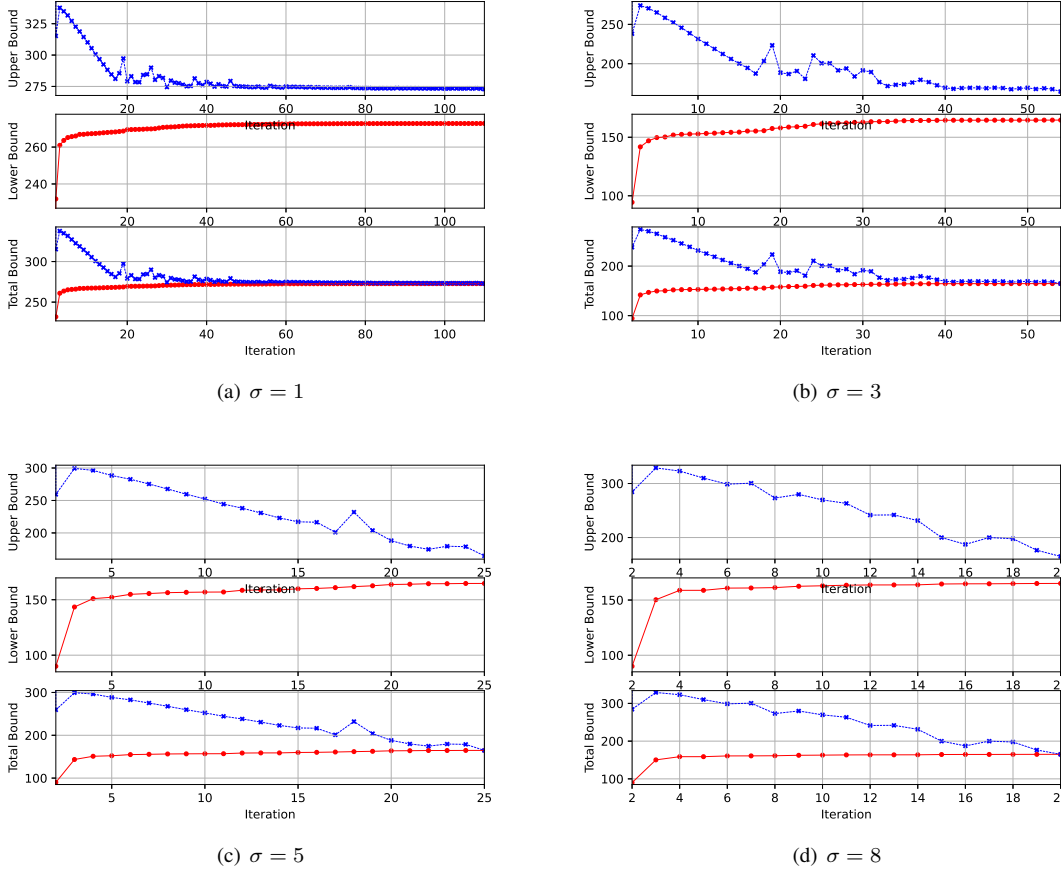 Upper Bound
325
300
275
20 40 60 80 100
Iteration
Lower Bound
260
240
20 40 60 80 100
Total Bound
300
250
20 40 60 80 100
Iteration
(a) σ = 1
Upper Bound
250
200
10 20 30 40 50
Iteration
Lower Bound
150
100
10 20 30 40 50
Total Bound
200
100
10 20 30 40 50
Iteration
(b) σ = 3
Upper Bound
300
250
200
5 10 15 20 25
Iteration
Lower Bound
150
100
5 10 15 20 25
Total Bound
300
200
100
5 10 15 20 25
Iteration
(c) σ = 5
Upper Bound
300
200
2 4 6 8 10 12 14 16 18 2
Iteration
Lower Bound
150
100
2 4 6 8 10 12 14 16 18 2
Total Bound
300
200
100
2 4 6 8 10 12 14 16 18 2
Iteration
(d) σ = 8